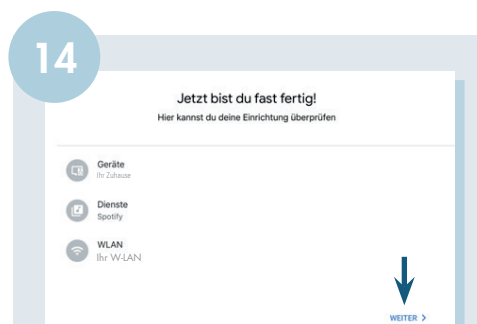 14
Jetzt bist du fast fertig!
Hier kannst du deine Einrichtung überprüfen
Geräte
Ihr Zuhause
Dienste
Spotify
WLAN
Ihr W-LAN
WEITER >